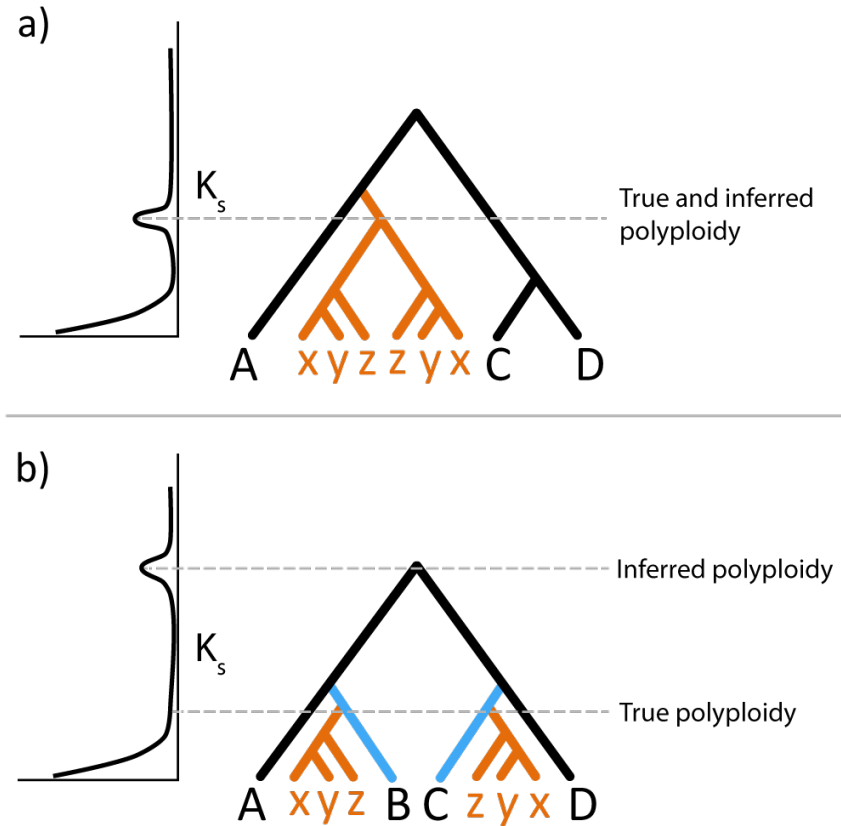 a)
Ks
True and inferred
polyploidy
A x y z z y x C D
b)
Inferred polyploidy
Ks
True polyploidy
A x y z B C z y x D